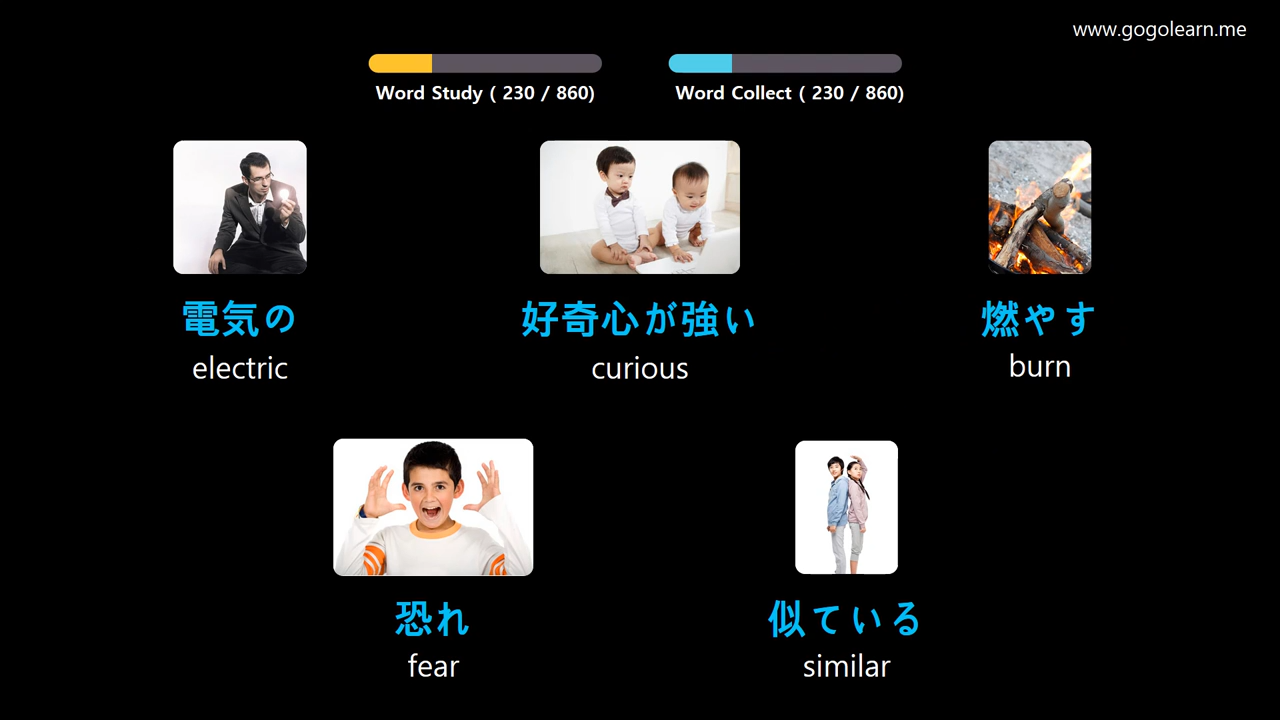 www.gogolearn.me
Word Study ( 230 / 860)
Word Collect ( 230 / 860)
電気の
electric
好奇心が強い
curious
燃やす
burn
恐れ
fear
似ている
similar